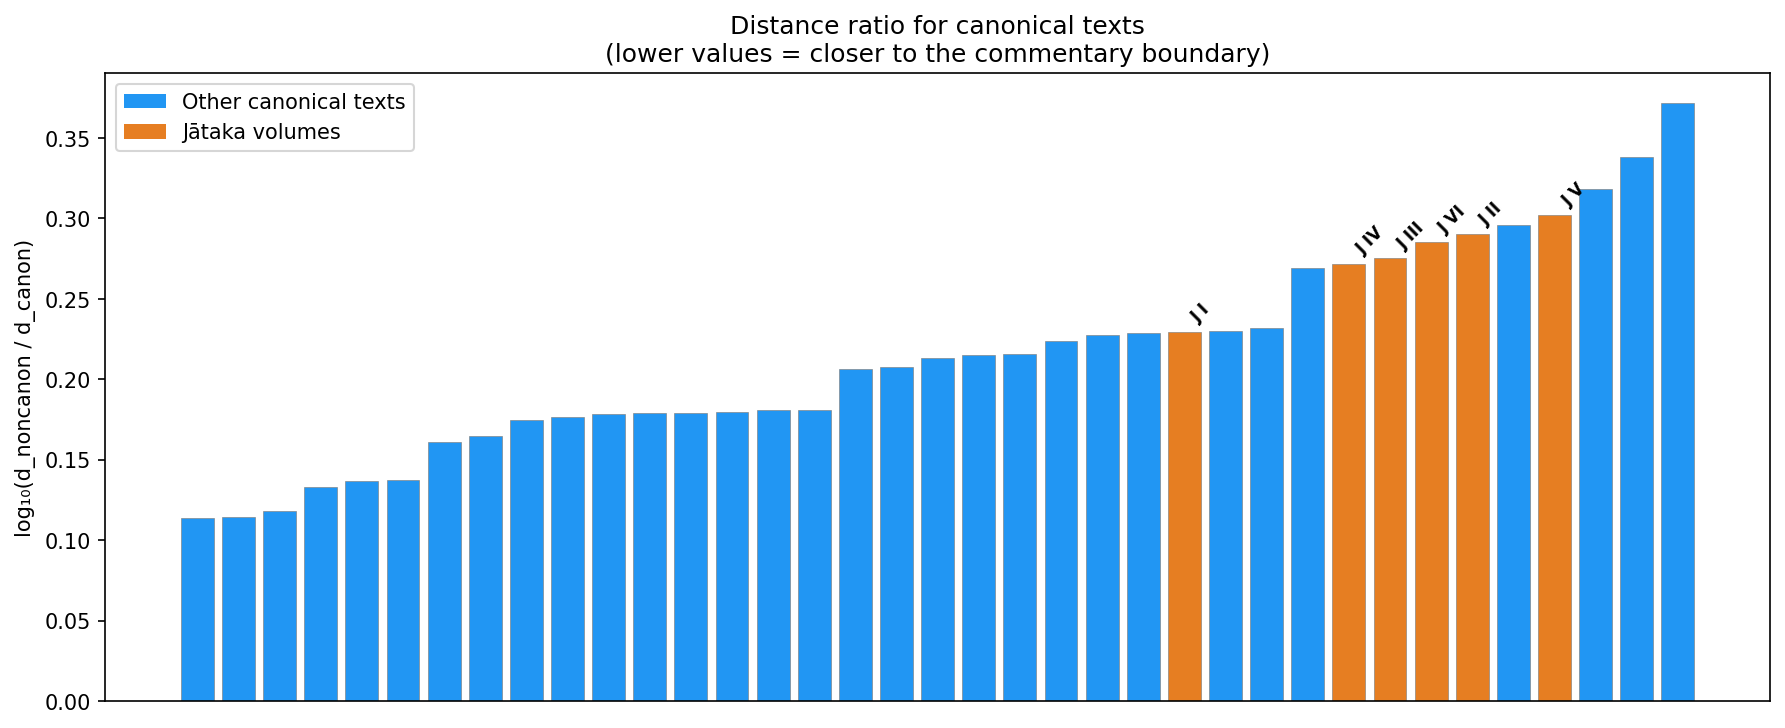 Distance ratio for canonical texts
(lower values = closer to the commentary boundary)
Other canonical texts
Jātaka volumes
log₁₀(d_noncanon / d_canon)
0.35
0.30
0.25
0.20
0.15
0.10
0.05
0.00
J I
J IV
J III
J VI
J II
J V